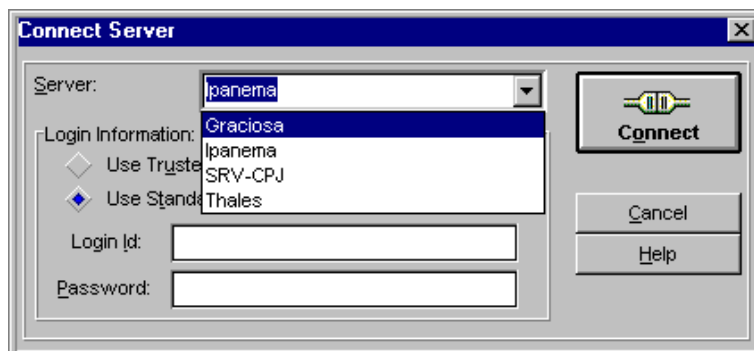 Connect Server
Server:
Ipanema
Graciosa
Ipanema
SRV-CPJ
Thales
Login Information:
Use Truste
Use Standa
Login Id:
Password:
Connect
Cancel
Help